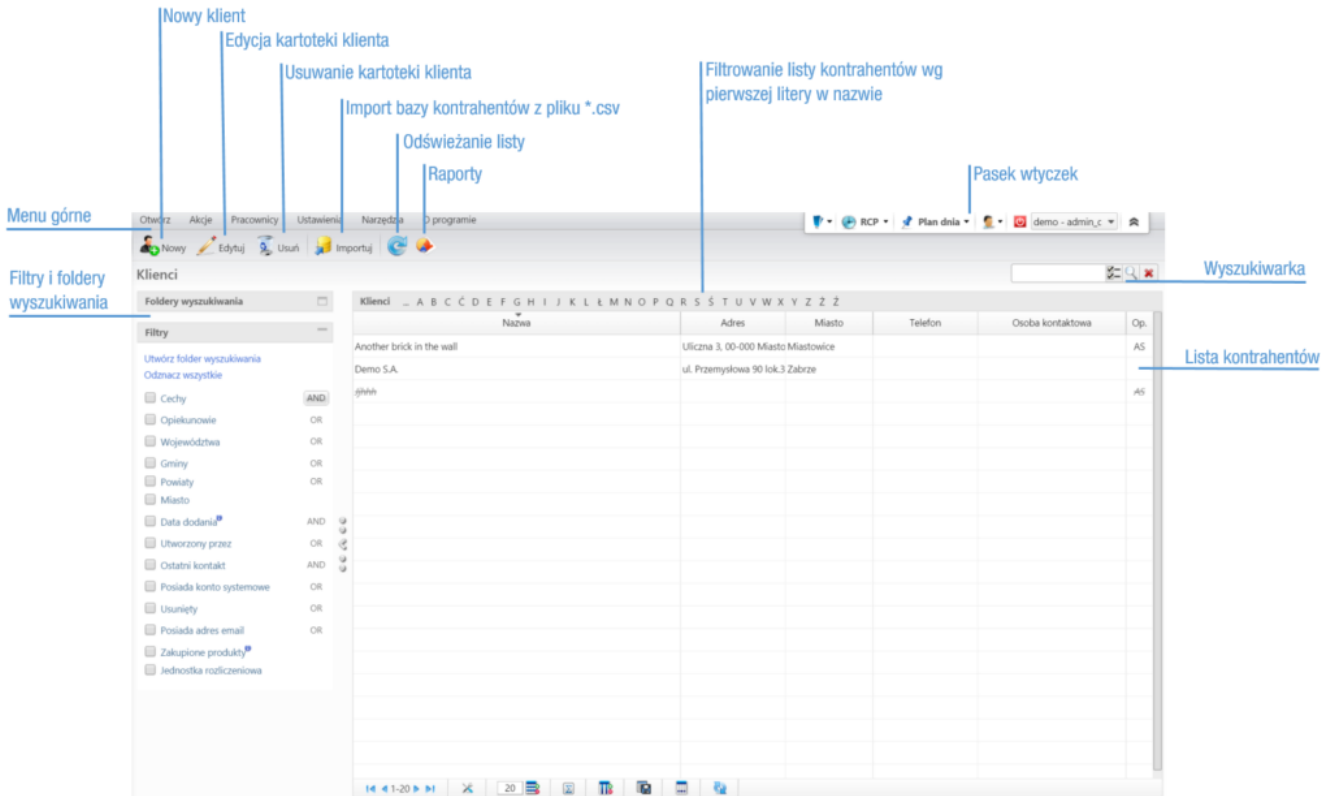 Nowy klient
Edycja kartoteki klienta
Usuwanie kartoteki klienta
Filtrowanie listy kontrahentów wg
pierwszej litery w nazwie
Import bazy kontrahentów z pliku *.csv
Odświeżanie listy
Raporty
Pasek wtyczek
Menu górne
Otwórz Akcje Pracownicy Ustawienia Narzędzia O programie
RCP Plan dnia demo - admin_c
Nowy Edytuj Usuń Importuj
Klienci
Wyszukiwarka
Filtry i foldery
wyszukiwania
Foldery wyszukiwania
Klienci _ A B C Ć D E F G H I J K L Ł M N O P Q R S Ś T U V W X Y Z Ź Ż
Filtry
Nazwa Adres Miasto Telefon Osoba kontaktowa Op.
Another brick in the wall Uliczna 3, 00-000 Miasto Miastowice AS
Utwórz folder wyszukiwania
Demo S.A. ul. Przemysłowa 90 lok.3 Zabrze
Lista kontrahentów
Odznacz wszystkie
AS
Cechy AND
Opiekunowie OR
Województwa OR
Gminy OR
Powiaty OR
Miasto
Data dodania AND
Utworzony przez OR
Ostatni kontakt AND
Posiada konto systemowe OR
Usunięty OR
Posiada adres email OR
Zakupione produkty
Jednostka rozliczeniowa
1-20 20